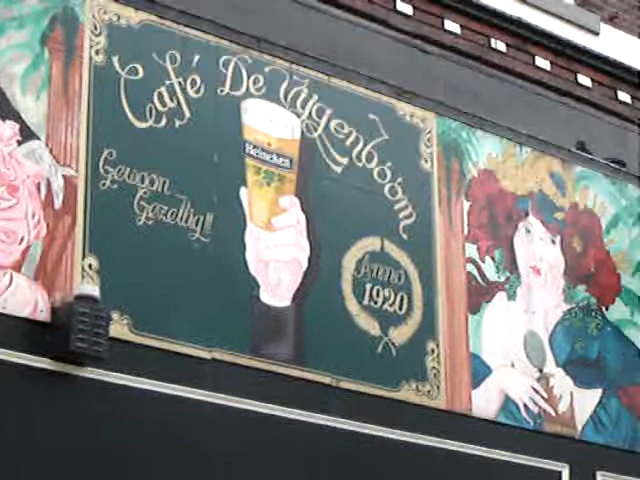 Café De Vijgenboom
Heineken
Gewoon
Gezellig!!
Anno
1920